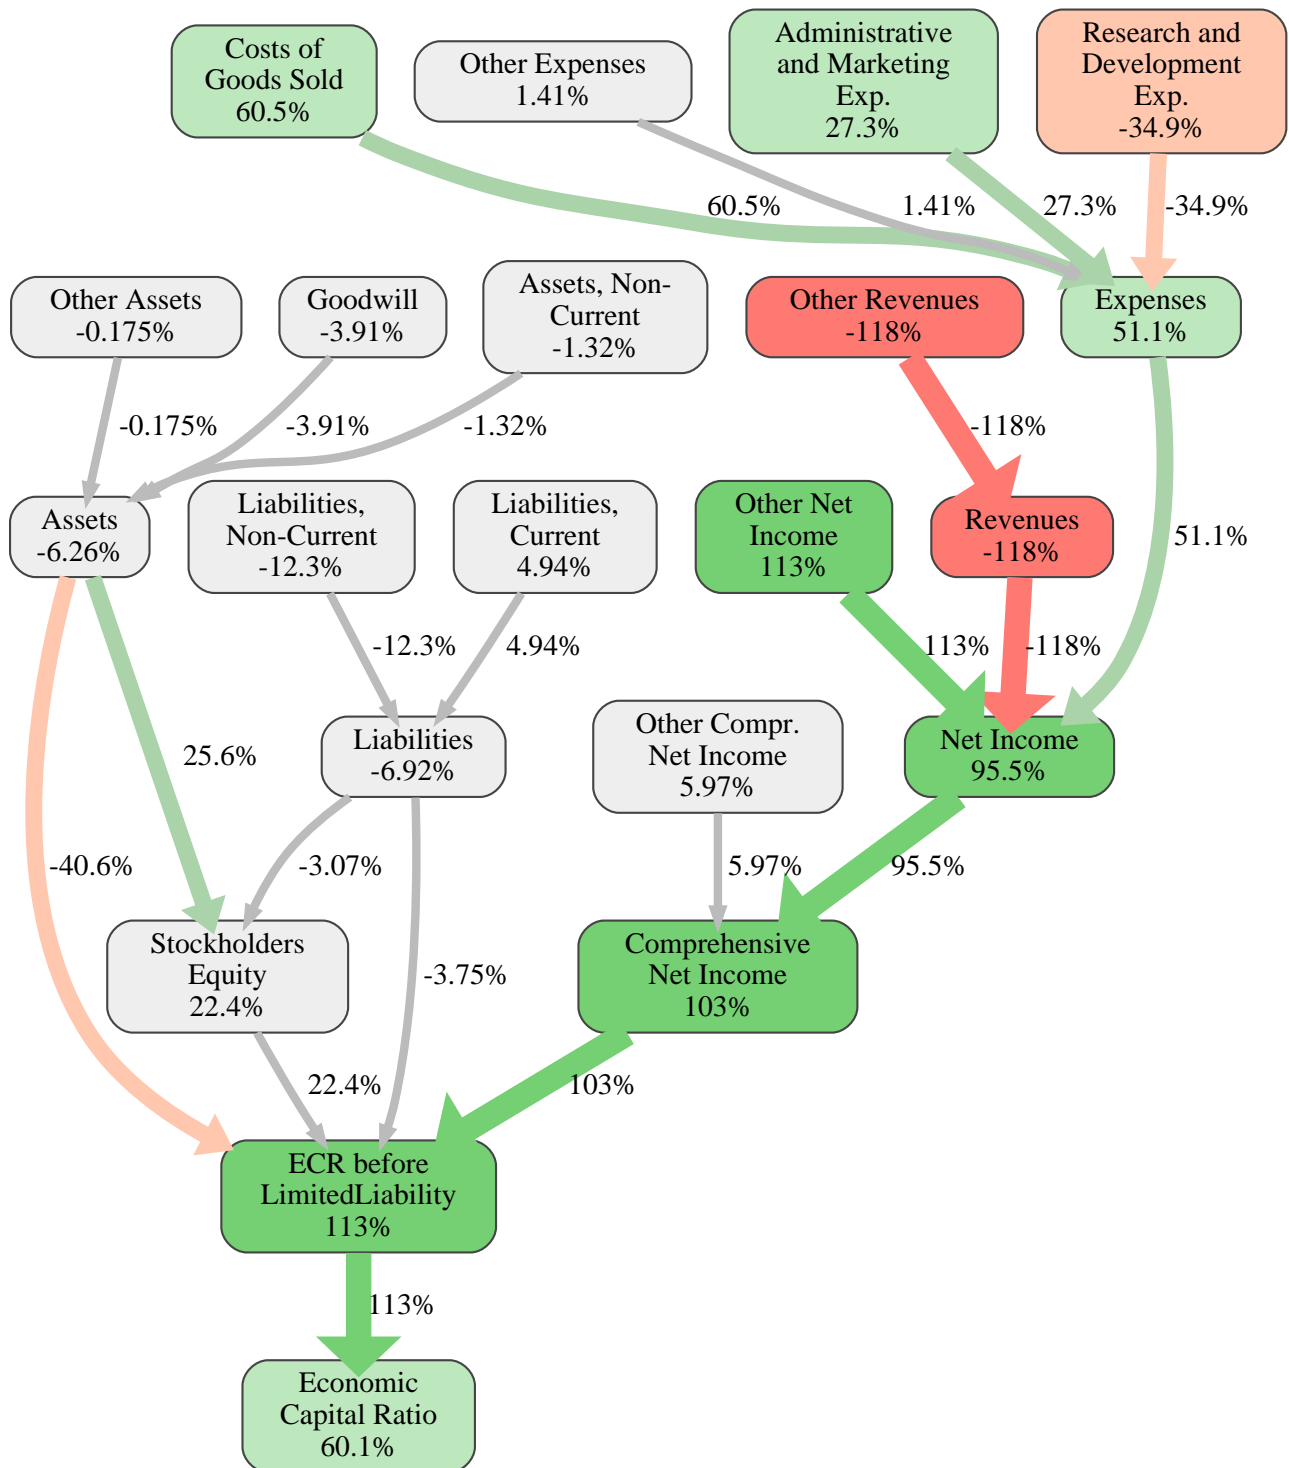 Costs of
Goods Sold
60.5%
Other Expenses
1.41%
Administrative
and Marketing
Exp.
27.3%
Research and
Development
Exp.
-34.9%
60.5%
1.41%
27.3%
-34.9%
Other Assets
-0.175%
Goodwill
-3.91%
Assets, Non-
Current
-1.32%
Other Revenues
-118%
Expenses
51.1%
-0.175%
-3.91%
-1.32%
-118%
Assets
-6.26%
Liabilities,
Non-Current
-12.3%
Liabilities,
Current
4.94%
Other Net
Income
113%
Revenues
-118%
51.1%
-12.3%
4.94%
113%
-118%
25.6%
Liabilities
-6.92%
Other Compr.
Net Income
5.97%
Net Income
95.5%
-40.6%
-3.07%
5.97%
95.5%
Stockholders
Equity
22.4%
-3.75%
Comprehensive
Net Income
103%
22.4%
103%
ECR before
LimitedLiability
113%
113%
Economic
Capital Ratio
60.1%